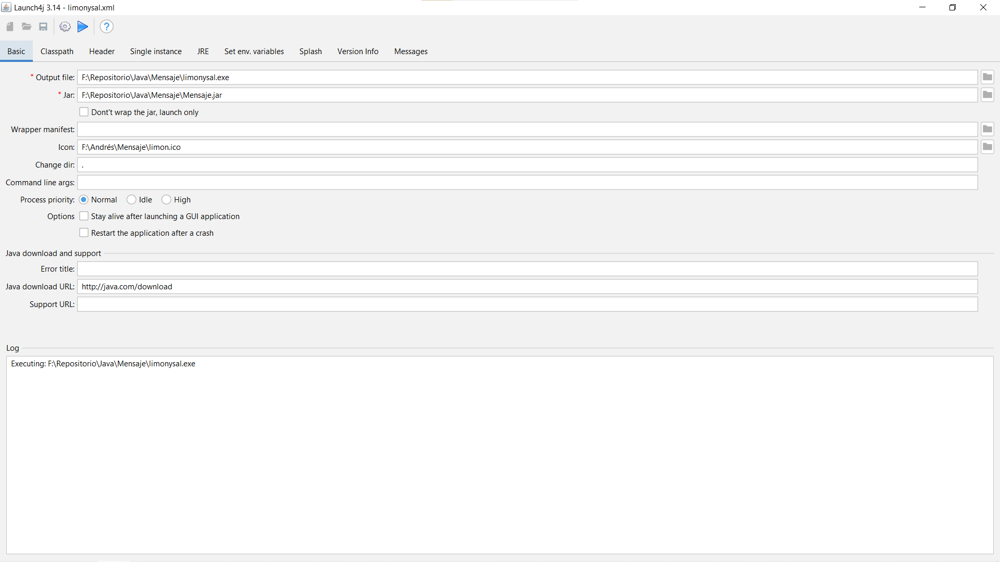 Launch4j 3.14 - limonysal.xml
?
Basic Classpath Header Single instance JRE Set env. variables Splash Version Info Messages
* Output file: F:\Repositorio\Java\Mensaje\limonysal.exe
* Jar: F:\Repositorio\Java\Mensaje\Mensaje.jar
Dont't wrap the jar, launch only
Wrapper manifest:
Icon: F:\Andrés\Mensaje\limon.ico
Change dir: .
Command line args:
Process priority: Normal Idle High
Options Stay alive after launching a GUI application
Restart the application after a crash
Java download and support
Error title:
Java download URL: http://java.com/download
Support URL:
Log
Executing: F:\Repositorio\Java\Mensaje\limonysal.exe